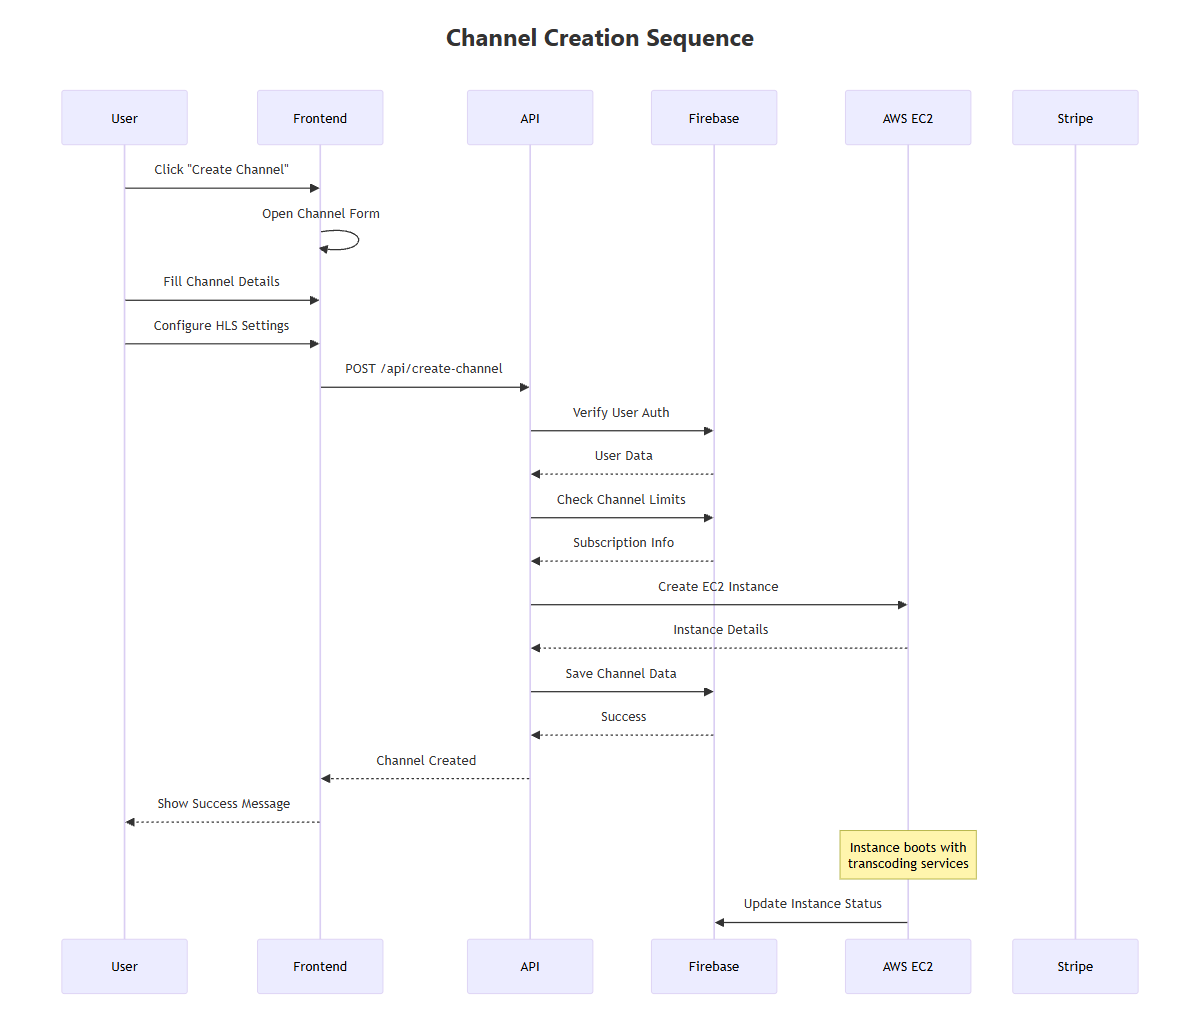 Channel Creation Sequence
User
Frontend
API
Firebase
AWS EC2
Stripe
Click "Create Channel"
Open Channel Form
Fill Channel Details
Configure HLS Settings
POST /api/create-channel
Verify User Auth
User Data
Check Channel Limits
Subscription Info
Create EC2 Instance
Instance Details
Save Channel Data
Success
Channel Created
Show Success Message
Instance boots with
transcoding services
Update Instance Status
User
Frontend
API
Firebase
AWS EC2
Stripe